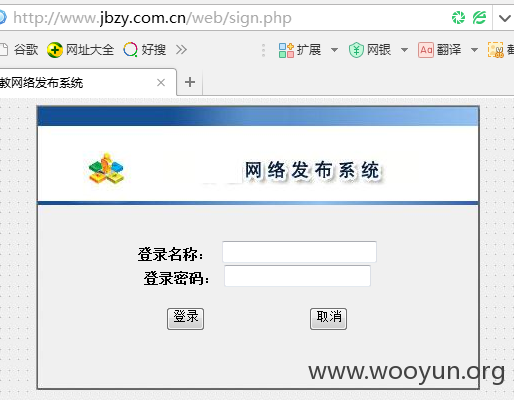 http://www.jbzy.com.cn/web/sign.php
谷歌 网址大全 好搜 >> 扩展 网银 Aa 翻译
教网络发布系统 × +
网络发布系统
登录名称：
登录密码：
登录 取消
www.wooyun.org